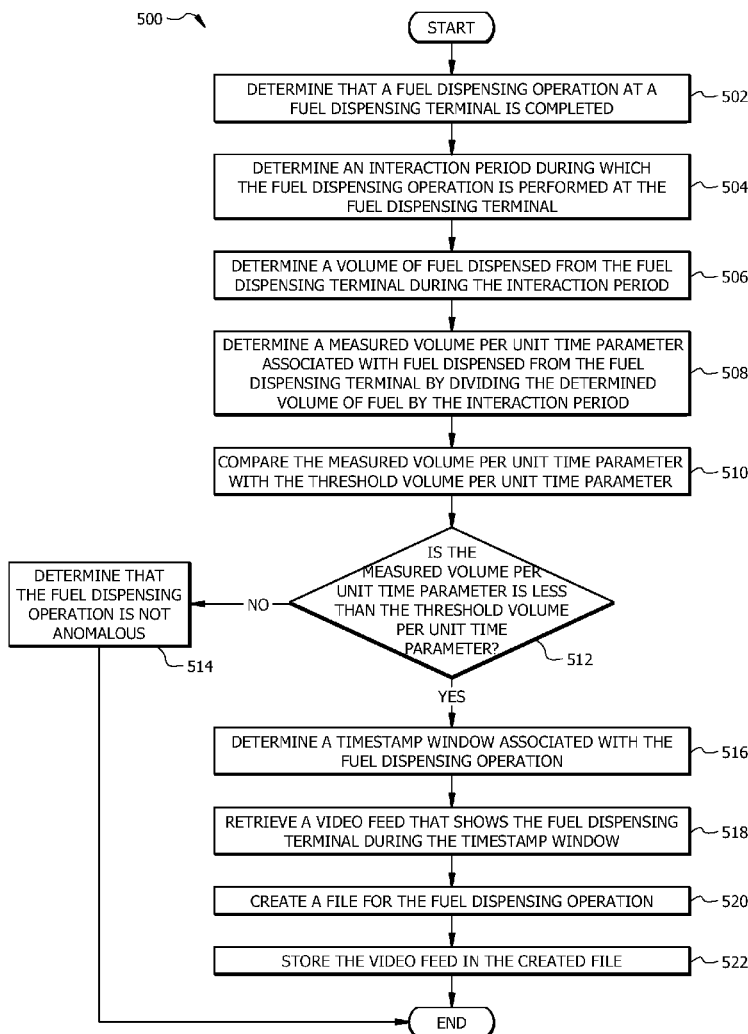 500
START
DETERMINE THAT A FUEL DISPENSING OPERATION AT A
FUEL DISPENSING TERMINAL IS COMPLETED
502
DETERMINE AN INTERACTION PERIOD DURING WHICH
THE FUEL DISPENSING OPERATION IS PERFORMED AT THE
FUEL DISPENSING TERMINAL
504
DETERMINE A VOLUME OF FUEL DISPENSED FROM THE FUEL
DISPENSING TERMINAL DURING THE INTERACTION PERIOD
506
DETERMINE A MEASURED VOLUME PER UNIT TIME PARAMETER
ASSOCIATED WITH FUEL DISPENSED FROM THE FUEL
DISPENSING TERMINAL BY DIVIDING THE DETERMINED
VOLUME OF FUEL BY THE INTERACTION PERIOD
508
COMPARE THE MEASURED VOLUME PER UNIT TIME PARAMETER
WITH THE THRESHOLD VOLUME PER UNIT TIME PARAMETER
510
IS THE
MEASURED VOLUME PER
UNIT TIME PARAMETER IS LESS
THAN THE THRESHOLD VOLUME
PER UNIT TIME
PARAMETER?
512
NO
DETERMINE THAT
THE FUEL DISPENSING
OPERATION IS NOT
ANOMALOUS
514
YES
DETERMINE A TIMESTAMP WINDOW ASSOCIATED WITH THE
FUEL DISPENSING OPERATION
516
RETRIEVE A VIDEO FEED THAT SHOWS THE FUEL DISPENSING
TERMINAL DURING THE TIMESTAMP WINDOW
518
CREATE A FILE FOR THE FUEL DISPENSING OPERATION
520
STORE THE VIDEO FEED IN THE CREATED FILE
522
END